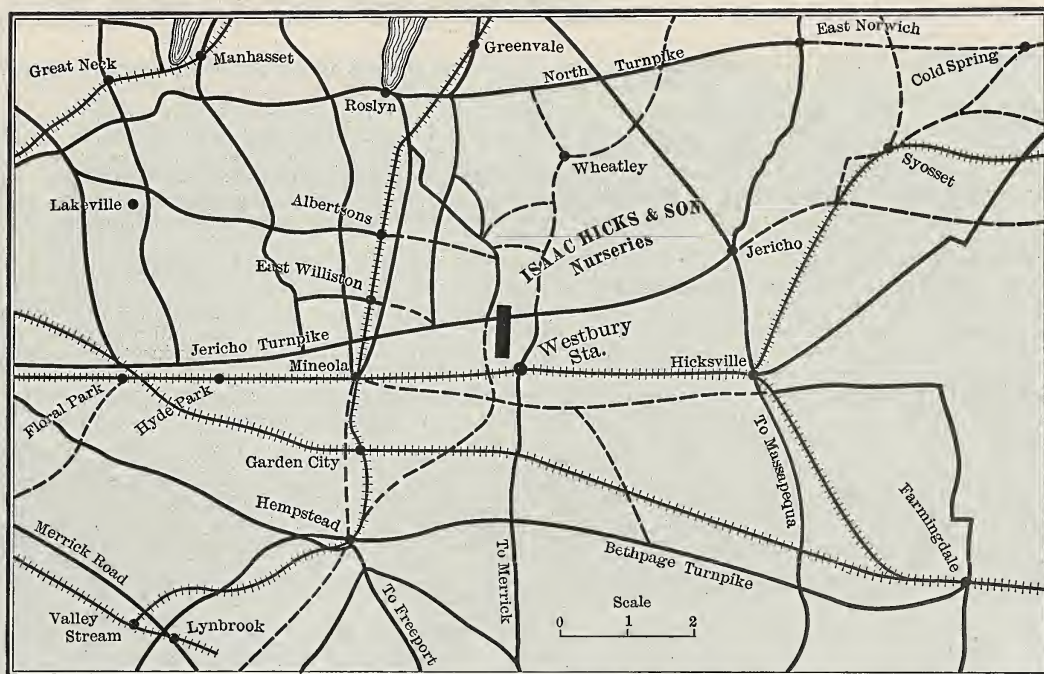 East Norwich
Great Neck
Manhasset
Greenvale
North Turnpike
Cold Spring
Roslyn
Wheatley
Syosset
Lakeville
Albertsons
ISAAC HICKS & SON
Nurseries
Jericho
East Williston
Jericho Turnpike
Westbury
Sta.
Mineola
Hicksville
Floral Park
Hyde Park
To Massapequa
Garden City
Farmingdale
Hempstead
Merrick Road
To Merrick
Bethpage Turnpike
To Freeport
Scale
0 1 2
Valley
Stream
Lynbrook